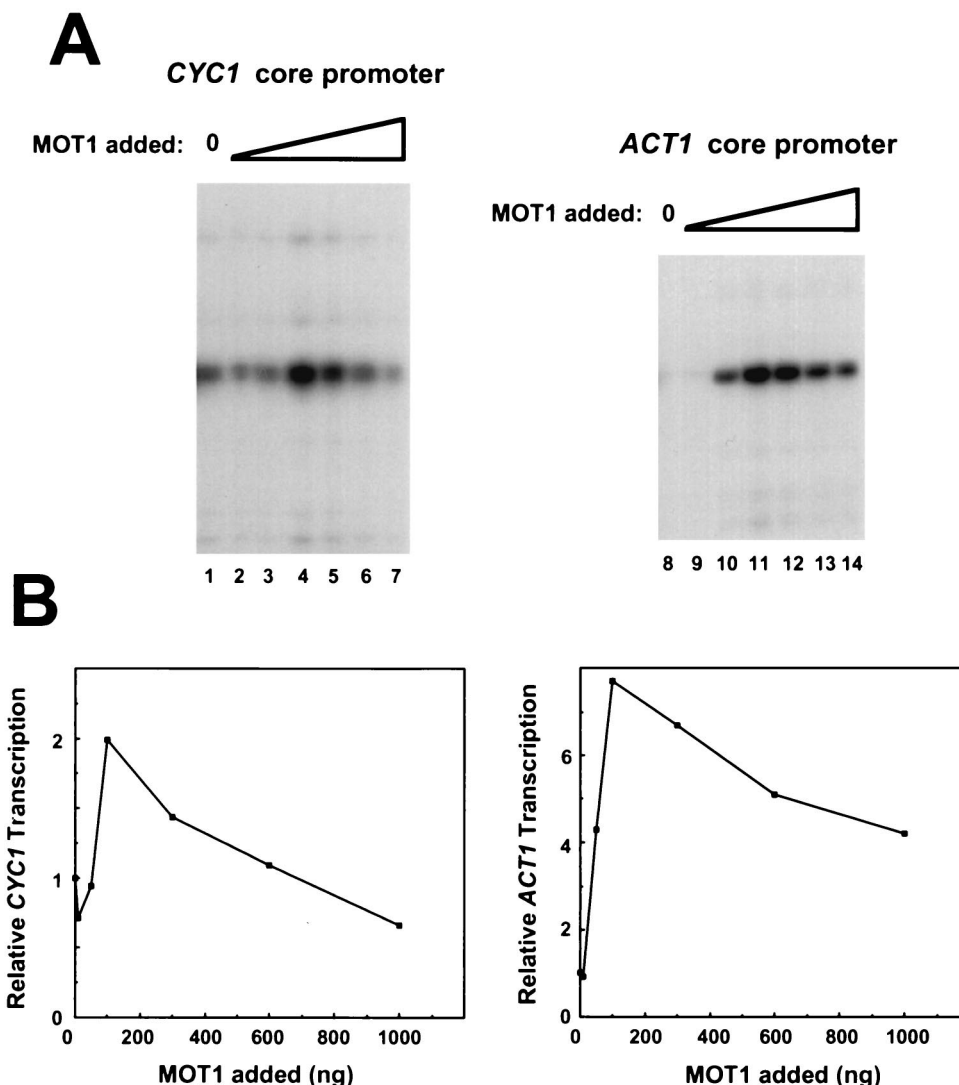 A
CYC1 core promoter
MOT1 added: 0
1 2 3 4 5 6 7
ACT1 core promoter
MOT1 added: 0
8 9 10 11 12 13 14
B
Relative CYC1 Transcription
2
1
0
0 200 400 600 800 1000
MOT1 added (ng)
Relative ACT1 Transcription
6
4
2
0
0 200 400 600 800 1000
MOT1 added (ng)